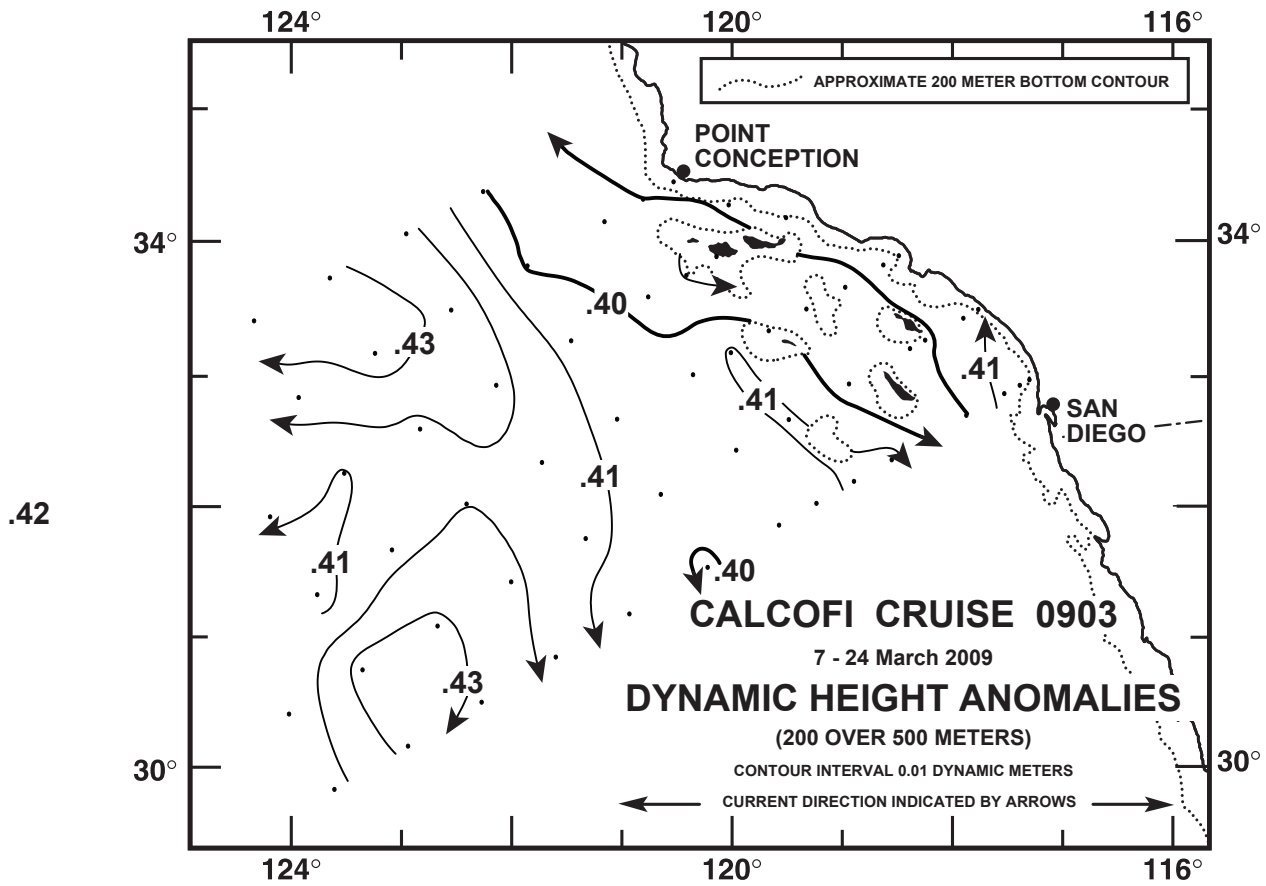 124° 120° 116°
APPROXIMATE 200 METER BOTTOM CONTOUR
POINT
CONCEPTION
34° 34°
.40
.43
.41
.41
SAN
DIEGO
.41
.42
.41
.40
CALCOFI CRUISE 0903
7 - 24 March 2009
.43
DYNAMIC HEIGHT ANOMALIES
(200 OVER 500 METERS)
30° 30°
CONTOUR INTERVAL 0.01 DYNAMIC METERS
CURRENT DIRECTION INDICATED BY ARROWS
124° 120° 116°